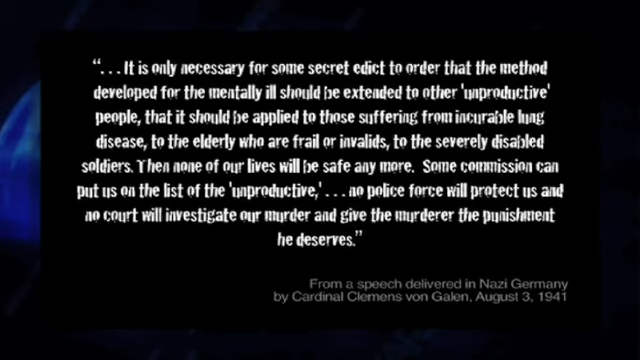 “. . . It is only necessary for some secret edict to order that the method
developed for the mentally ill should be extended to other 'unproductive'
people, that it should be applied to those suffering from incurable lung
disease, to the elderly who are frail or invalids, to the severely disabled
soldiers. Then none of our lives will be safe any more.  Some commission can
put us on the list of the 'unproductive,' . . . no police force will protect us and
no court will investigate our murder and give the murderer the punishment
he deserves.”
From a speech delivered in Nazi Germany
by Cardinal Clemens von Galen, August 3, 1941